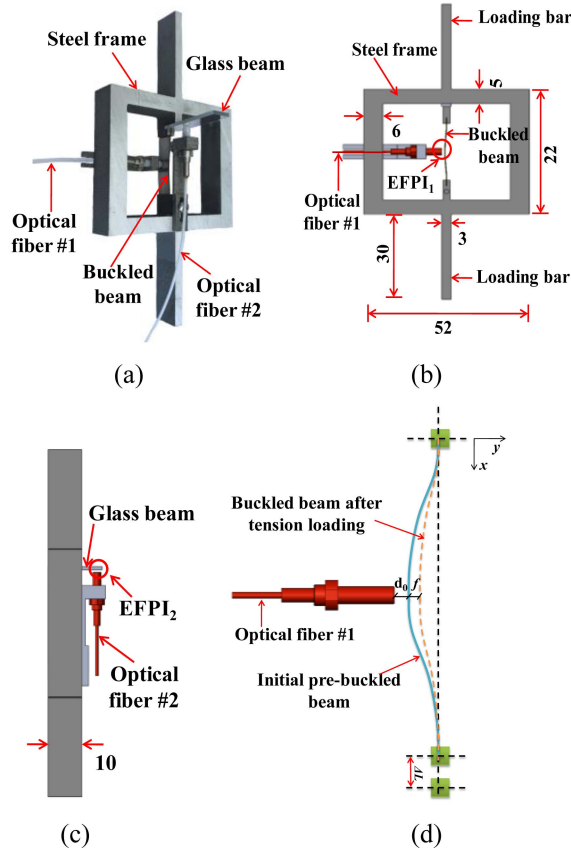 Steel frame
Glass beam
Optical
fiber #1
Buckled
beam
Optical
fiber #2
(a)
Loading bar
Steel frame
5
6
Buckled
beam
22
EFPI₁
Optical
fiber #1
3
30
Loading bar
52
(b)
Glass beam
EFPI₂
Optical
fiber #2
10
(c)
y
x
Buckled beam after
tension loading
d₀ f
Optical fiber #1
Initial pre-buckled
beam
ΔL
(d)